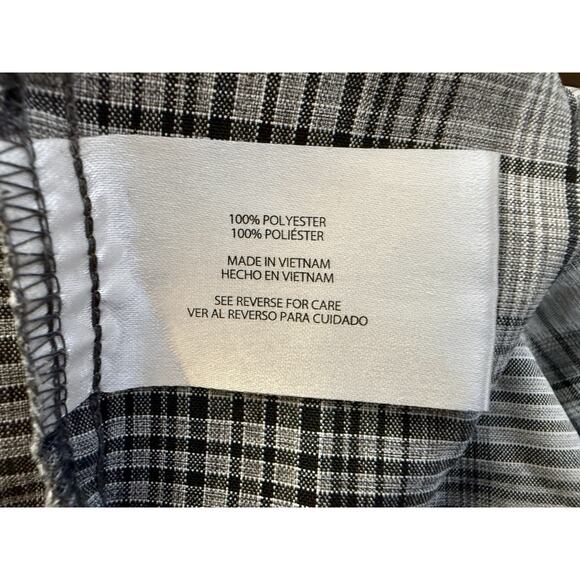 100% POLYESTER
100% POLIÉSTER
MADE IN VIETNAM
HECHO EN VIETNAM
SEE REVERSE FOR CARE
VER AL REVERSO PARA CUIDADO